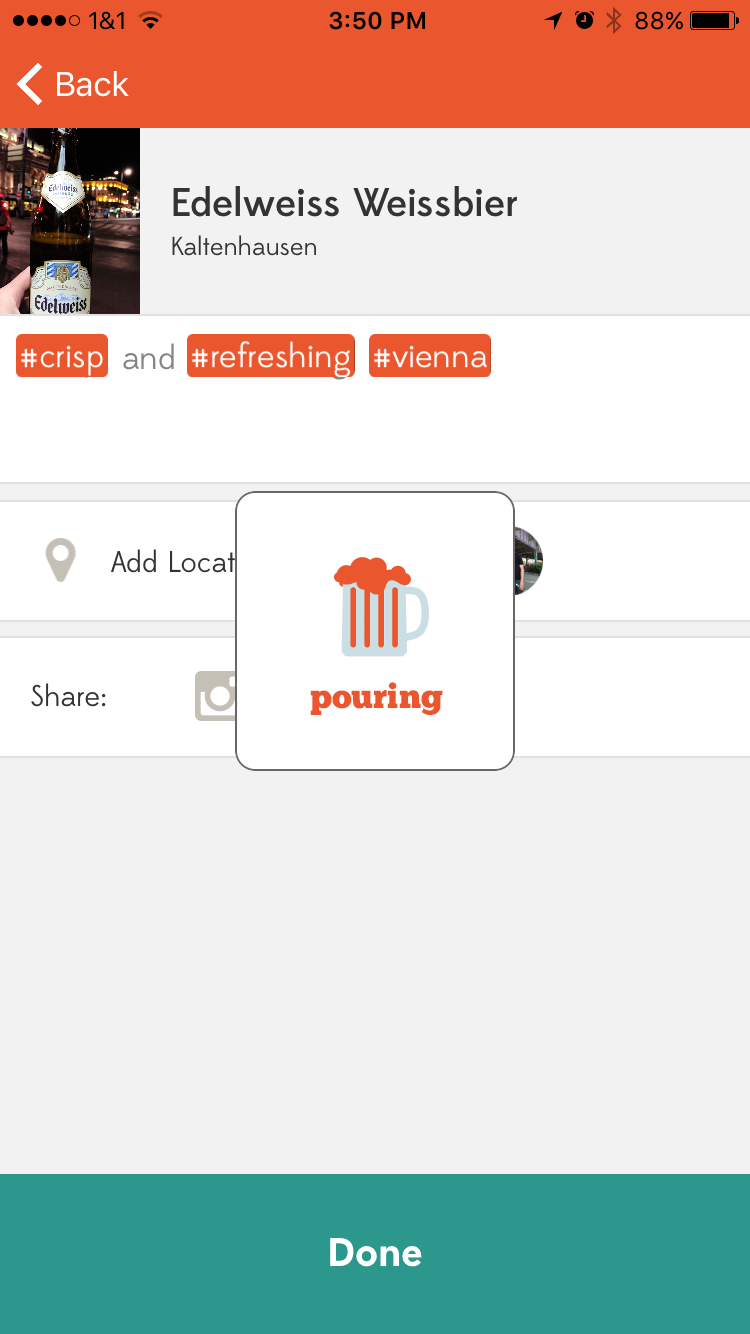 1&1 3:50 PM 88%
Back
Edelweiss
Edelweiss
Edelweiss Weissbier
Kaltenhausen
#crisp and #refreshing #vienna
Add Locat
Share:
pouring
Done